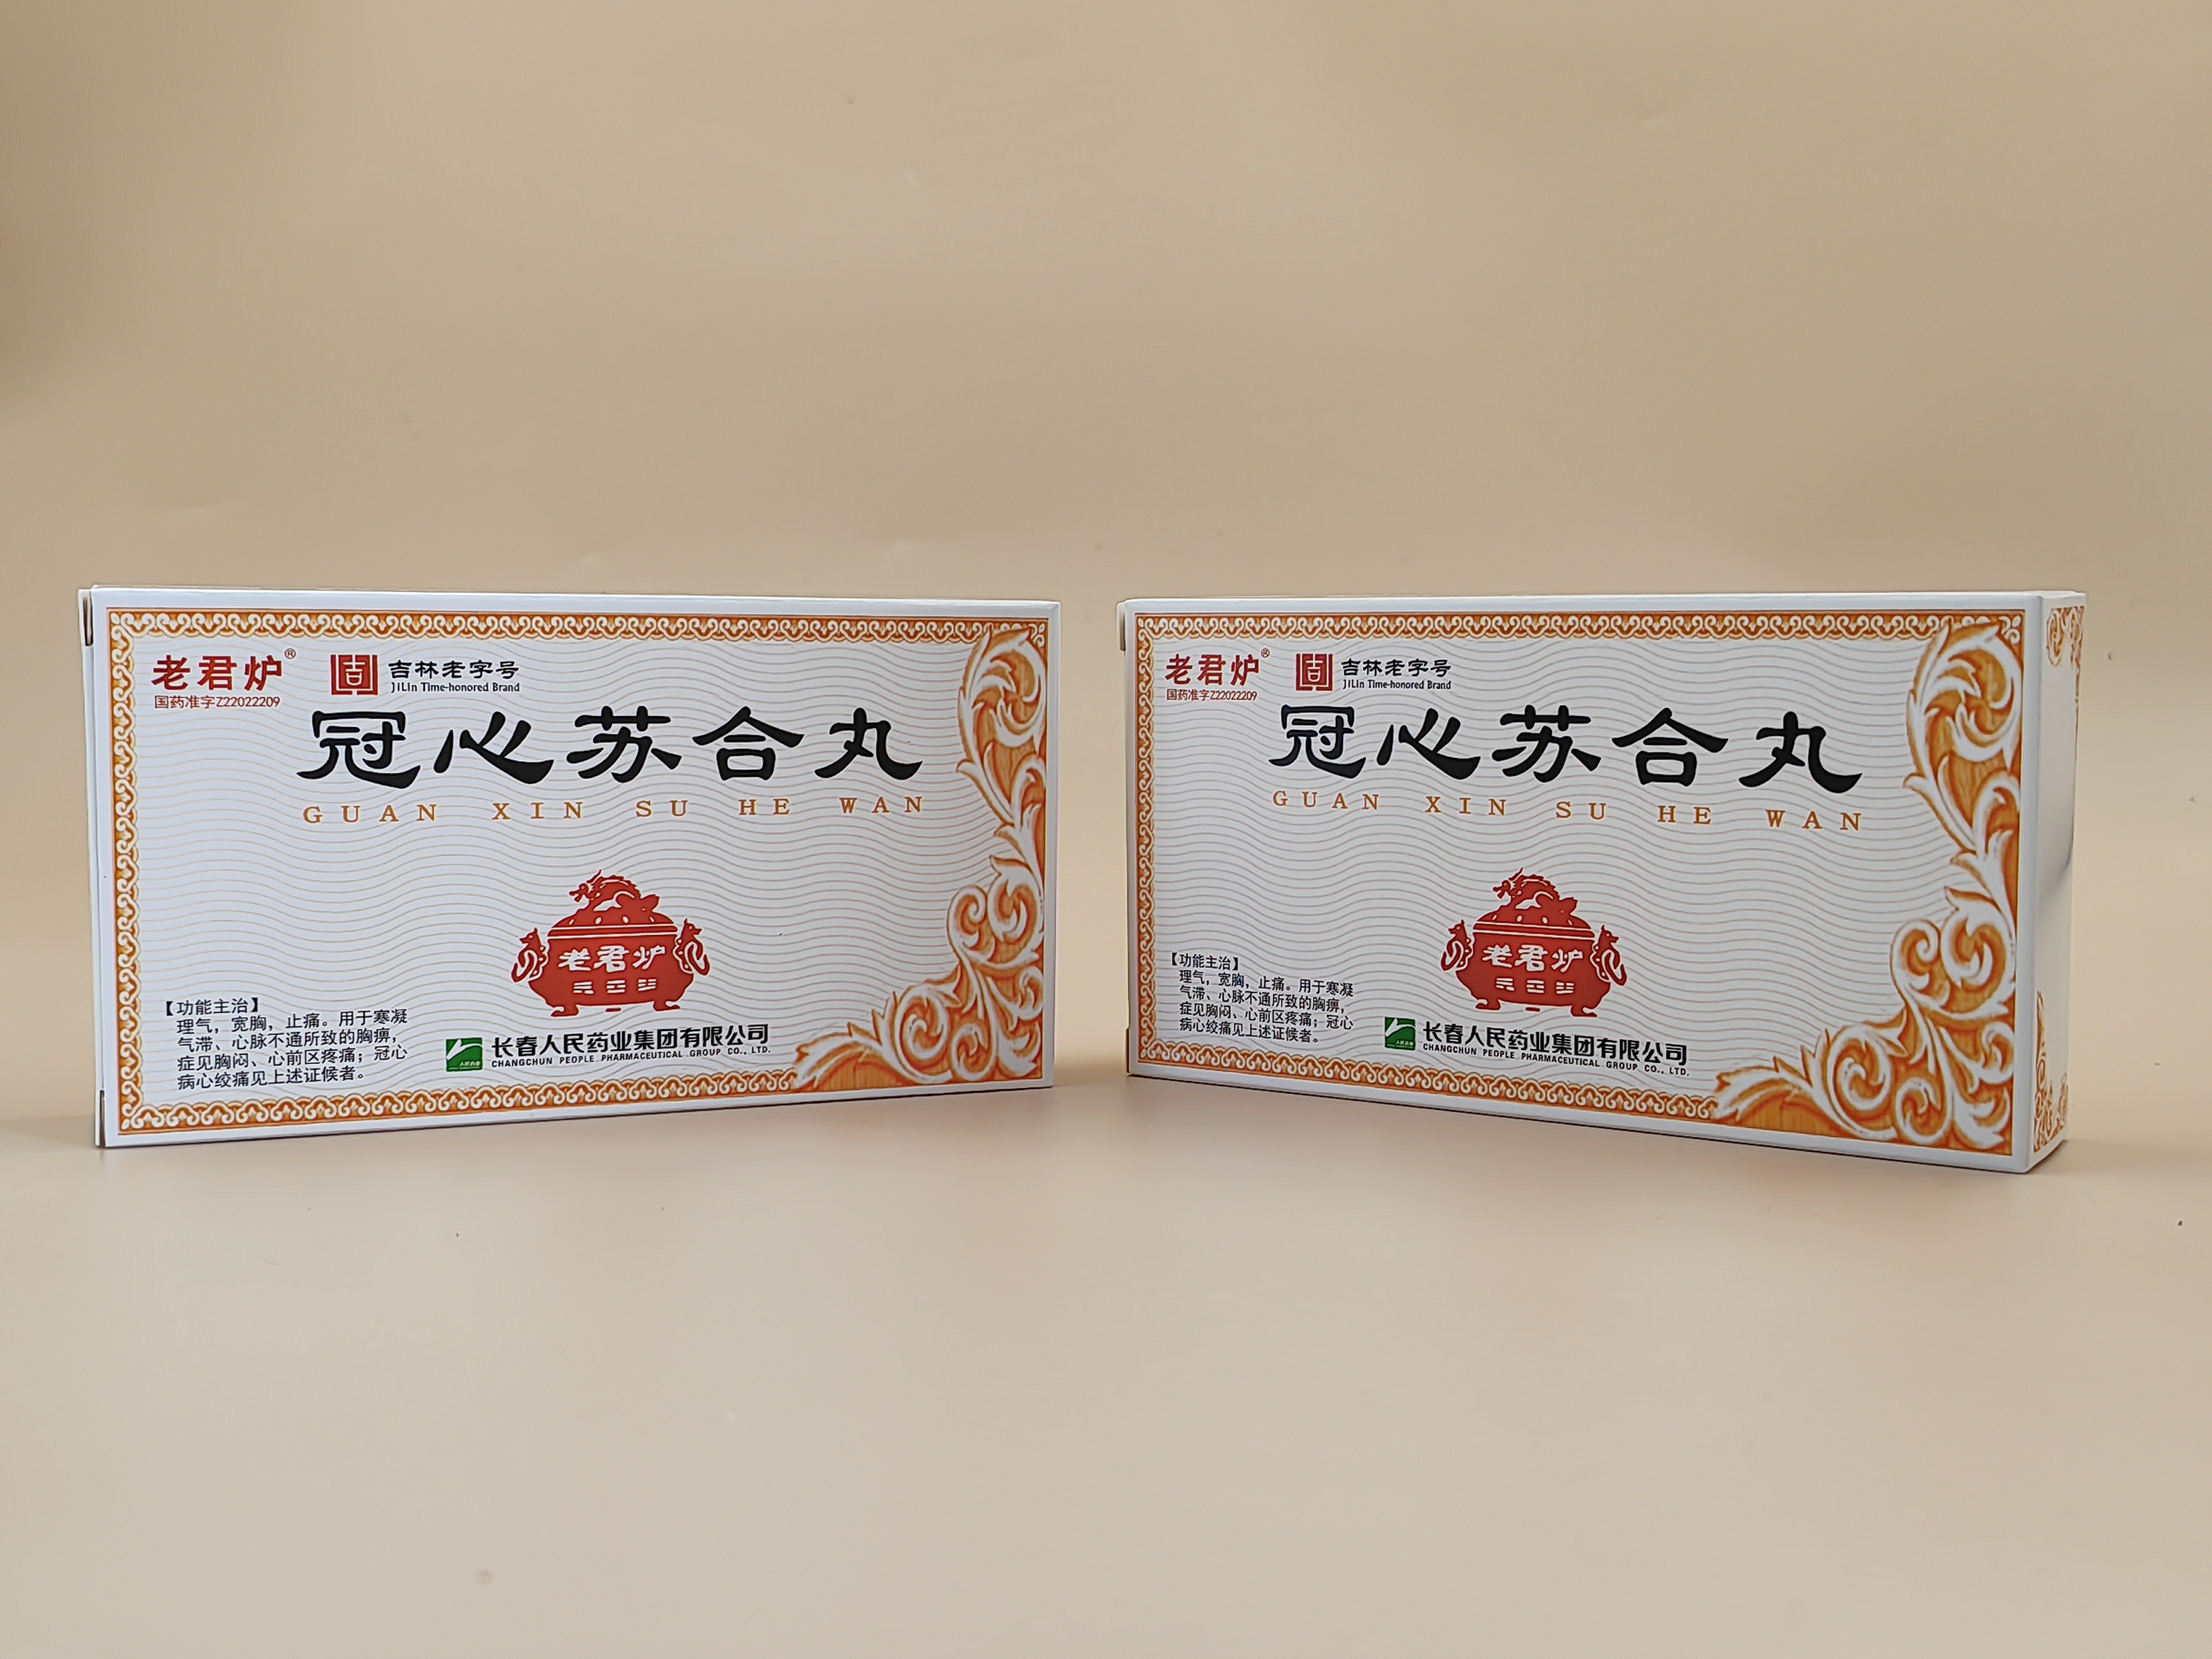 老君炉®
国药准字Z22022209
吉林老字号
JiLin Time-honored Brand
冠心苏合丸
GUAN XIN SU HE WAN
老君炉
【功能主治】
理气，宽胸，止痛。用于寒凝
气滞、心脉不通所致的胸痹，
症见胸闷、心前区疼痛；冠心
病心绞痛见上述证候者。
人民药业
长春人民药业集团有限公司
CHANGCHUN PEOPLE PHARMACEUTICAL GROUP CO., LTD.
老君炉®
国药准字Z22022209
吉林老字号
JiLin Time-honored Brand
冠心苏合丸
GUAN XIN SU HE WAN
老君炉
【功能主治】
理气，宽胸，止痛。用于寒凝
气滞、心脉不通所致的胸痹，
症见胸闷、心前区疼痛；冠心
病心绞痛见上述证候者。
长春人民药业集团有限公司
CHANGCHUN PEOPLE PHARMACEUTICAL GROUP CO., LTD.